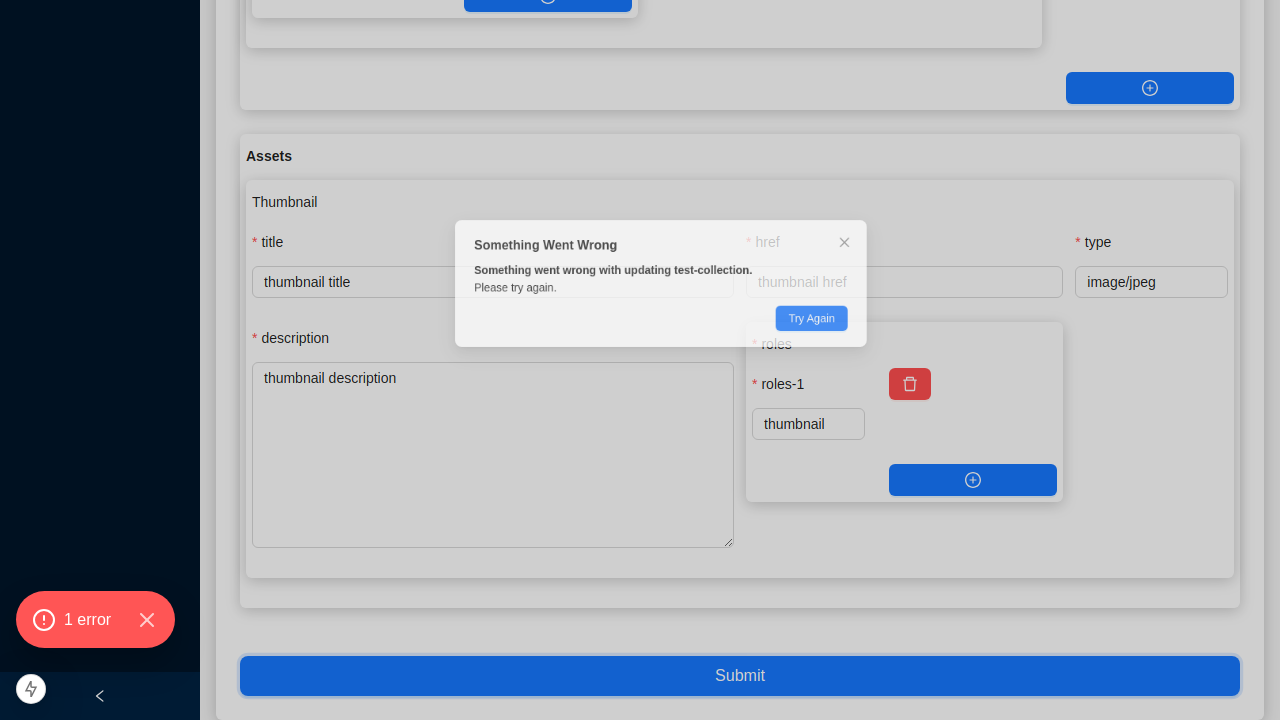 Assets
Thumbnail
* title
* href
* type
thumbnail title
thumbnail href
image/jpeg
Something Went Wrong
Something went wrong with updating test-collection.
Please try again.
Try Again
* description
thumbnail description
* roles
* roles-1
thumbnail
1 error
Submit